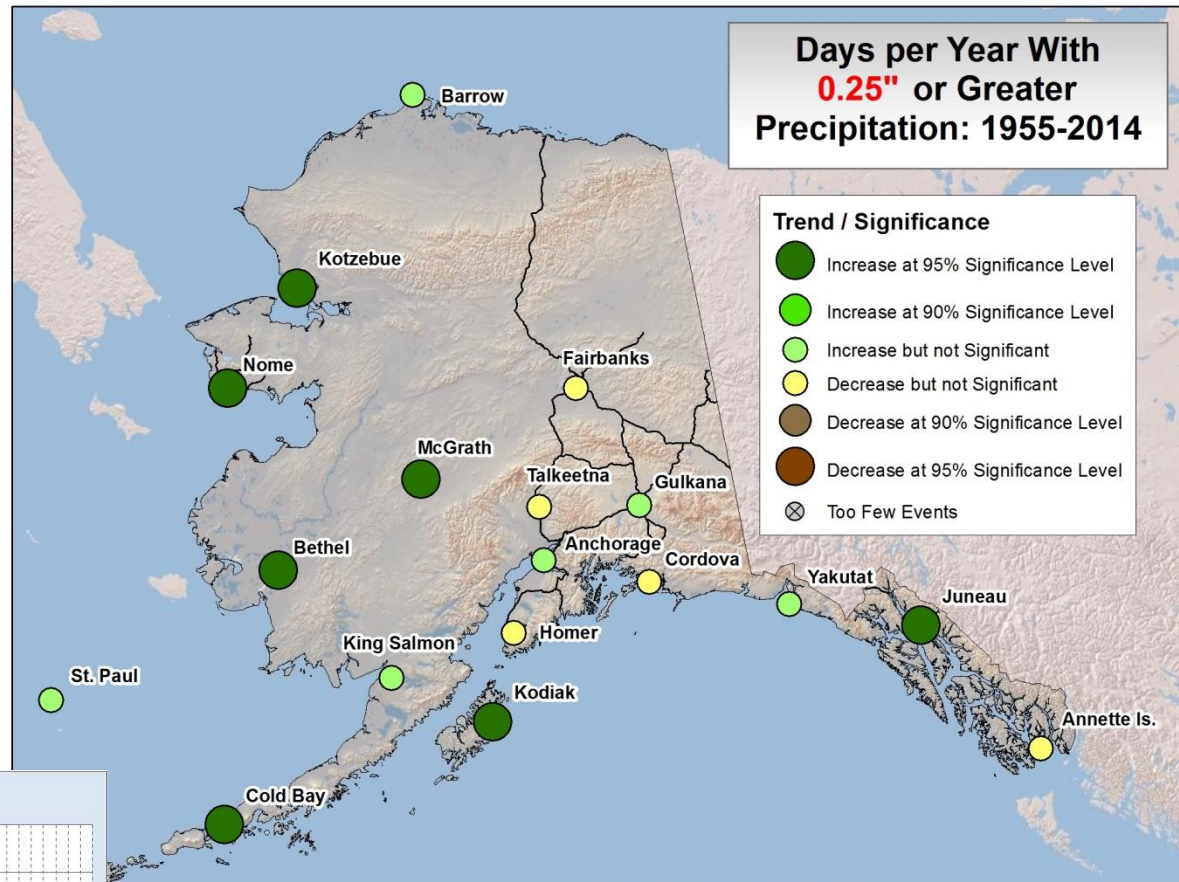 Days per Year With
0.25" or Greater
Precipitation: 1955-2014
Barrow
Trend / Significance
Increase at 95% Significance Level
Increase at 90% Significance Level
Increase but not Significant
Decrease but not Significant
Decrease at 90% Significance Level
Decrease at 95% Significance Level
Too Few Events
Kotzebue
Nome
Fairbanks
McGrath
Talkeetna
Gulkana
Bethel
Anchorage
Cordova
Yakutat
Juneau
Homer
King Salmon
St. Paul
Kodiak
Annette Is.
Cold Bay